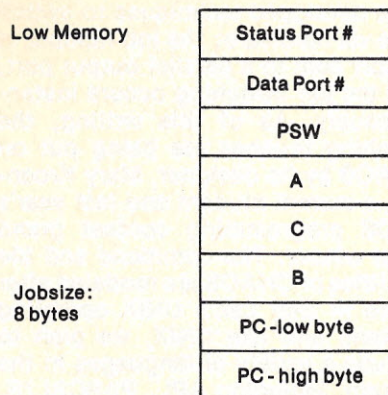 Low Memory
Status Port #
Data Port #
PSW
A
C
B
Jobsize:
8 bytes
PC -low byte
PC - high byte